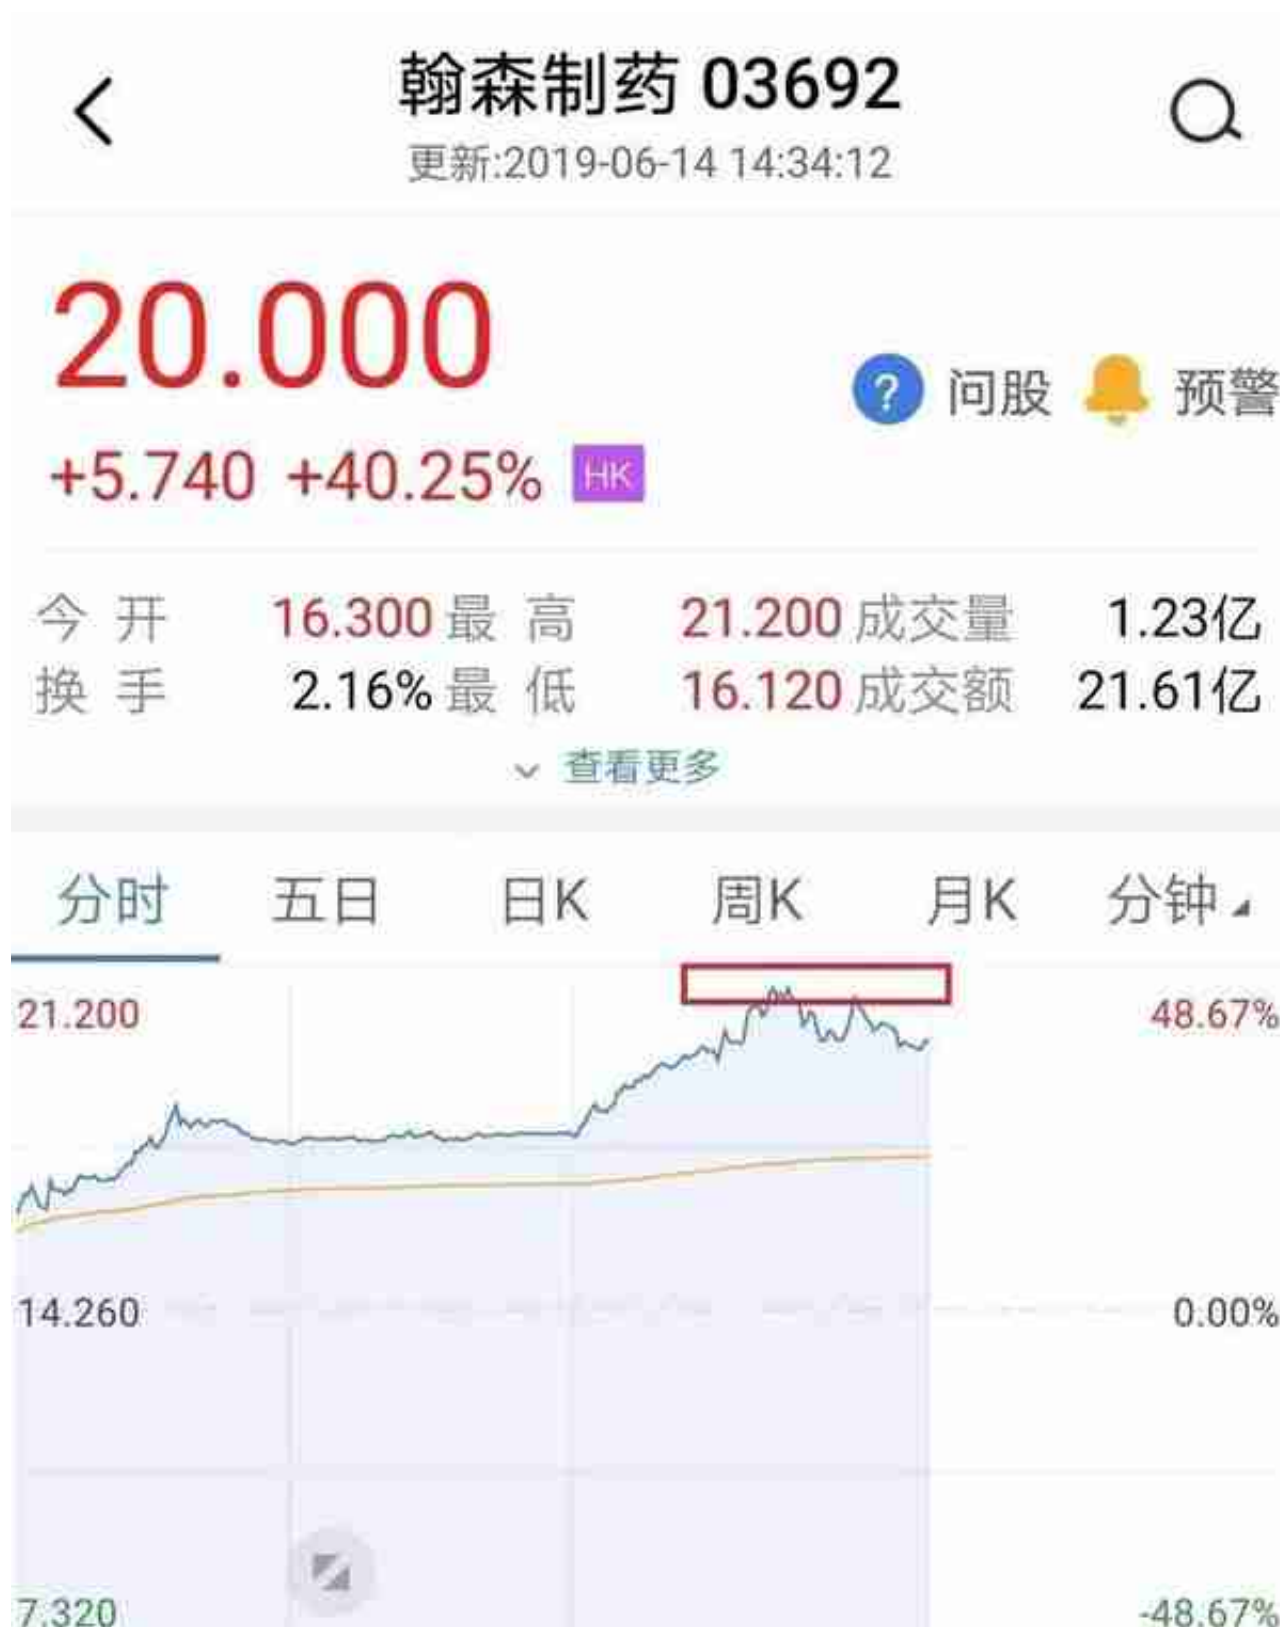 翰森制药 03692
更新:2019-06-14 14:34:12
20.000
问股 预警
+5.740 +40.25% HK
今 开 16.300 最 高 21.200 成交量 1.23亿
换 手 2.16% 最 低 16.120 成交额 21.61亿
查看更多
分时 五日 日K 周K 月K 分钟
21.200 48.67%
14.260 0.00%
7.320 -48.67%